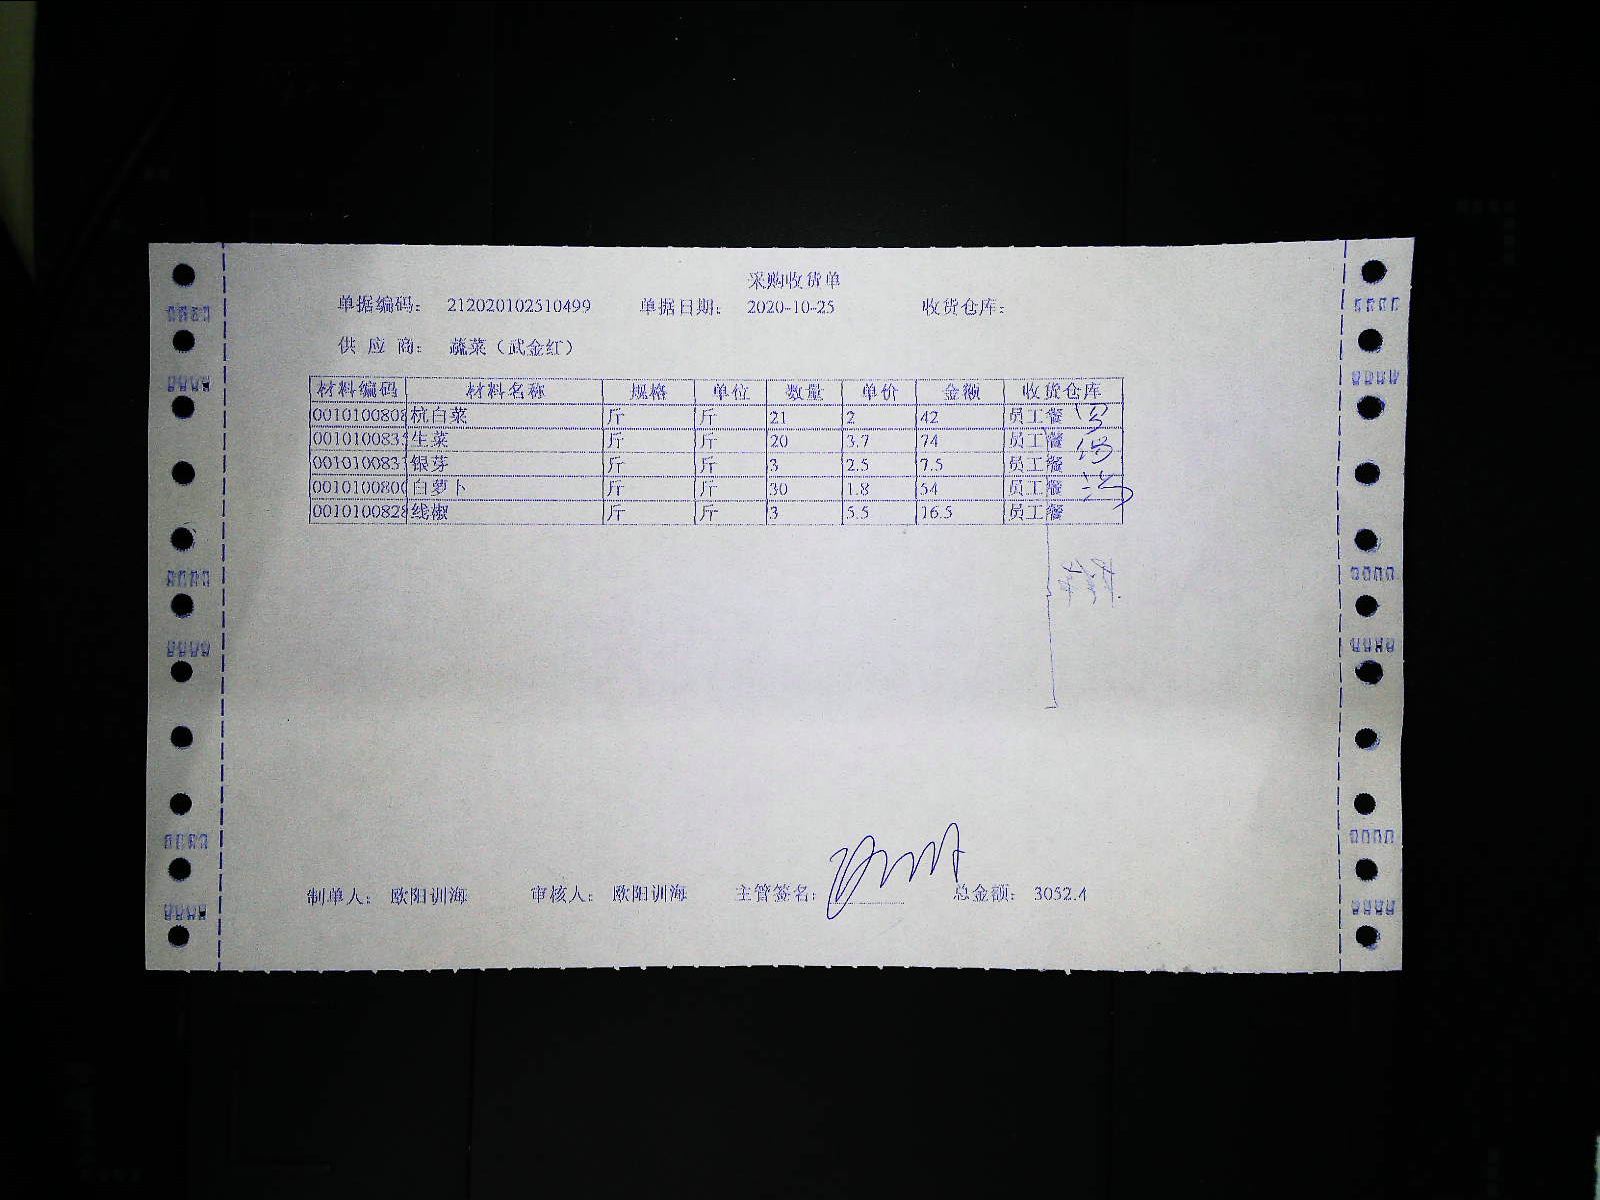 采购收货单
单据编码： 212020102510499 单据日期： 2020-10-25 收货仓库：
供 应 商： 蔬菜（武金红）
材料编码 材料名称 规格 单位 数量 单价 金额 收货仓库
0010100808 杭白菜 斤 斤 21 2 42 员工餐
001010083 生菜 斤 斤 20 3.7 74 员工餐
001010083 银芽 斤 斤 3 2.5 7.5 员工餐
001010080 白萝卜 斤 斤 30 1.8 54 员工餐
001010082 线椒 斤 斤 3 5.5 16.5 员工餐
制单人： 欧阳训海 审核人： 欧阳训海 主管签名： 总金额： 3052.4